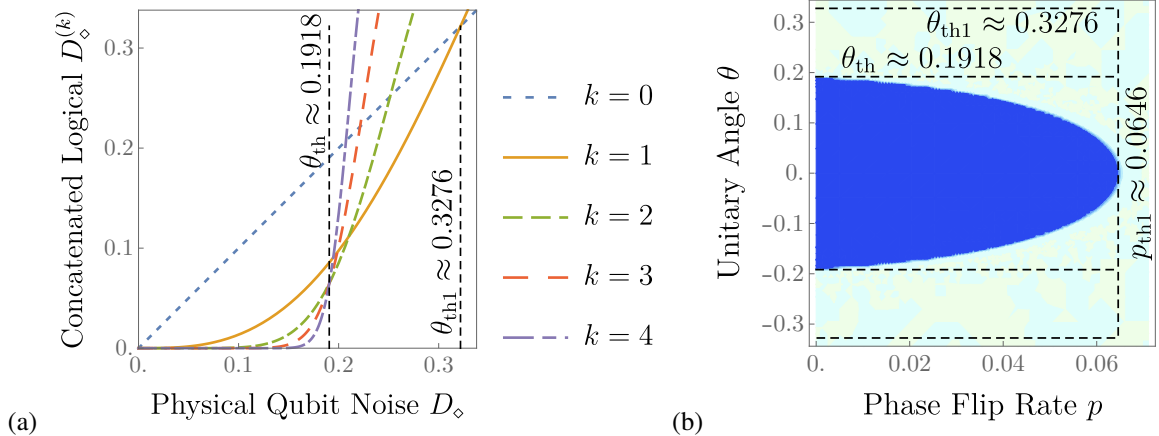 Concatenated Logical D⋄^(k)
0.3
0.2
0.1
0.
0.
0.1
0.2
0.3
θth ≈ 0.1918
θth1 ≈ 0.3276
Physical Qubit Noise D⋄
(a)
k = 0
k = 1
k = 2
k = 3
k = 4
Unitary Angle θ
0.3
0.2
0.1
0.
−0.1
−0.2
−0.3
θth1 ≈ 0.3276
θth ≈ 0.1918
pth1 ≈ 0.0646
0.
0.02
0.04
0.06
Phase Flip Rate p
(b)